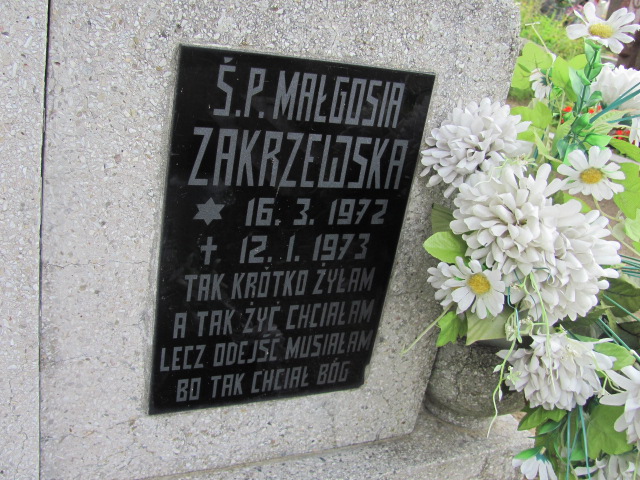 Ś.P. MAŁGOSIA
ZAKRZEWSKA
✶ 16. 3. 1972
✝ 12. 1. 1973
TAK KRÓTKO ŻYŁAM
A TAK ŻYĆ CHCIAŁAM
LECZ ODEJŚĆ MUSIAŁAM
BO TAK CHCIAŁ BÓG